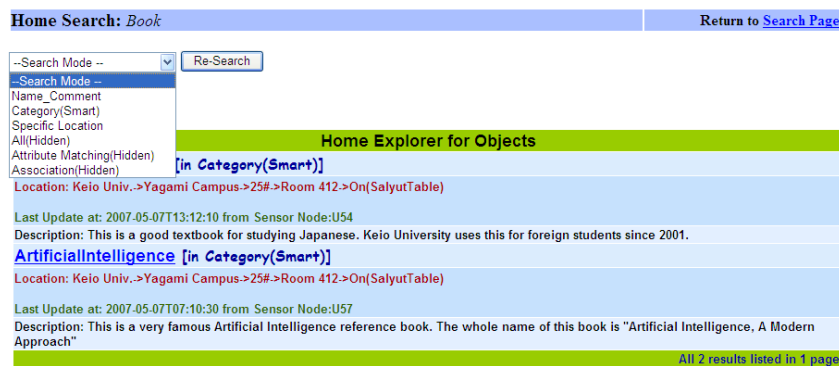 Home Search: Book
Return to Search Page
--Search Mode --
Re-Search
--Search Mode --
Name_Comment
Category(Smart)
Specific Location
All(Hidden)
Attribute Matching(Hidden)
Association(Hidden)
Home Explorer for Objects
[in Category(Smart)]
Location: Keio Univ.->Yagami Campus->25#->Room 412->On(SalyutTable)
Last Update at: 2007-05-07T13:12:10 from Sensor Node:U54
Description: This is a good textbook for studying Japanese. Keio University uses this for foreign students since 2001.
ArtificialIntelligence [in Category(Smart)]
Location: Keio Univ.->Yagami Campus->25#->Room 412->On(SalyutTable)
Last Update at: 2007-05-07T07:10:30 from Sensor Node:U57
Description: This is a very famous Artificial Intelligence reference book. The whole name of this book is "Artificial Intelligence, A Modern
Approach"
All 2 results listed in 1 page